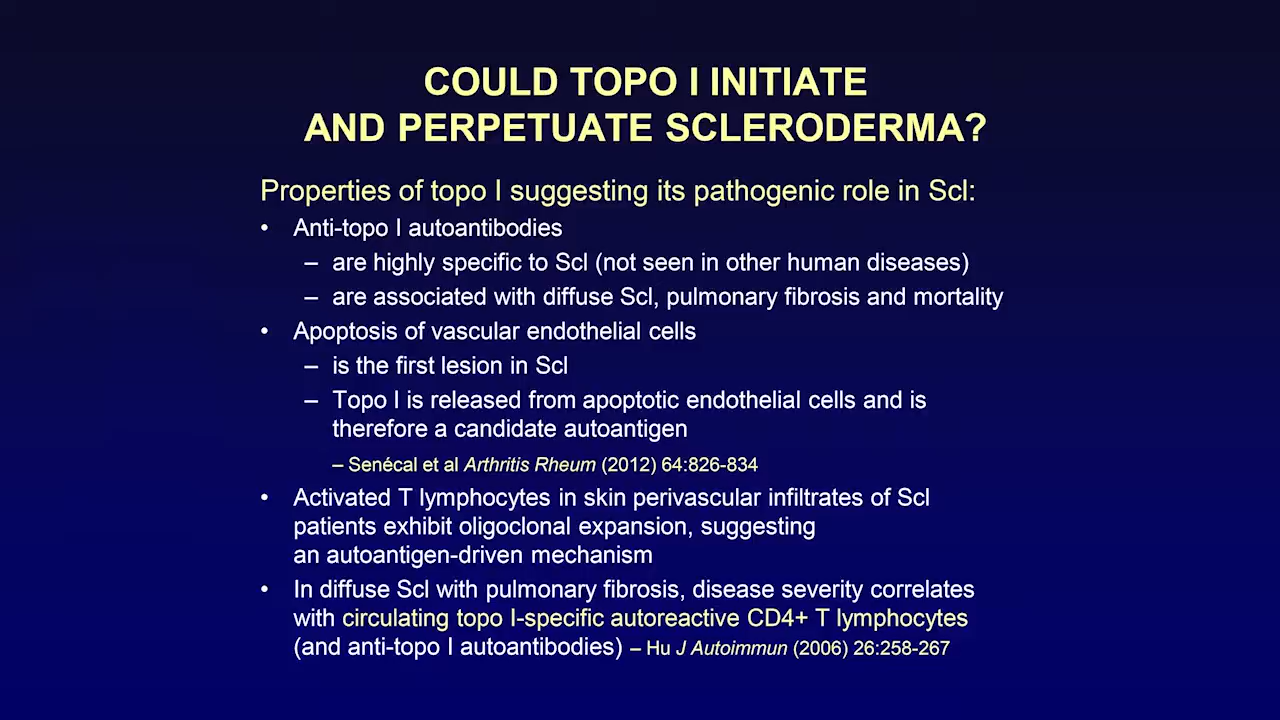 COULD TOPO I INITIATE
AND PERPETUATE SCLERODERMA?
Properties of topo I suggesting its pathogenic role in Scl:
• Anti-topo I autoantibodies
– are highly specific to Scl (not seen in other human diseases)
– are associated with diffuse Scl, pulmonary fibrosis and mortality
• Apoptosis of vascular endothelial cells
– is the first lesion in Scl
– Topo I is released from apoptotic endothelial cells and is
therefore a candidate autoantigen
– Senécal et al Arthritis Rheum (2012) 64:826-834
• Activated T lymphocytes in skin perivascular infiltrates of Scl
patients exhibit oligoclonal expansion, suggesting
an autoantigen-driven mechanism
• In diffuse Scl with pulmonary fibrosis, disease severity correlates
with circulating topo I-specific autoreactive CD4+ T lymphocytes
(and anti-topo I autoantibodies) – Hu J Autoimmun (2006) 26:258-267